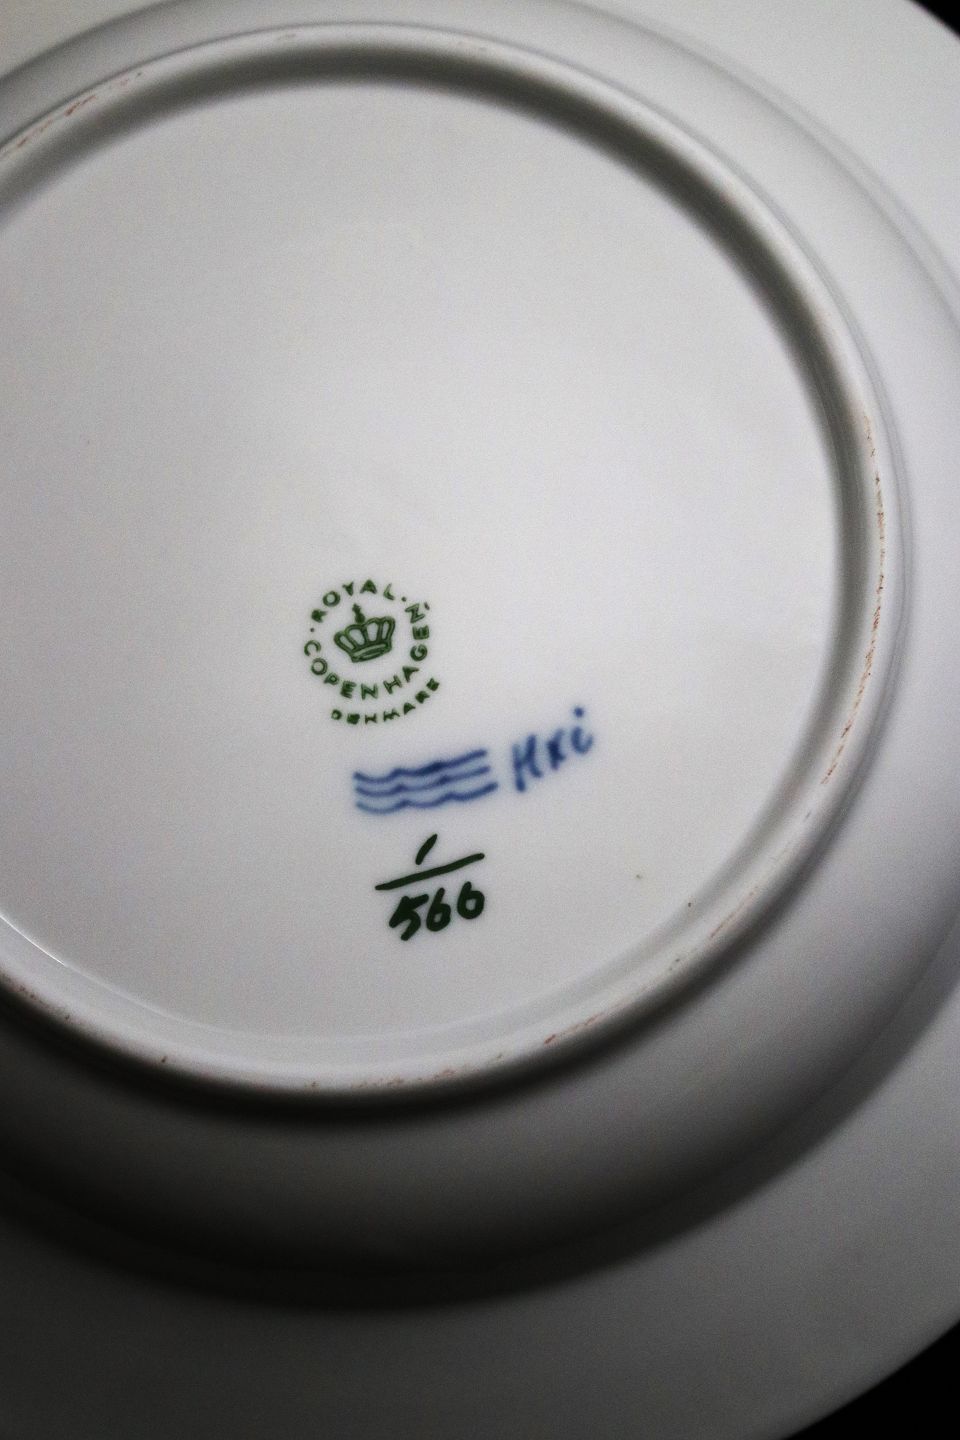 ROYAL
COPENHAGEN
DENMARK
1
566